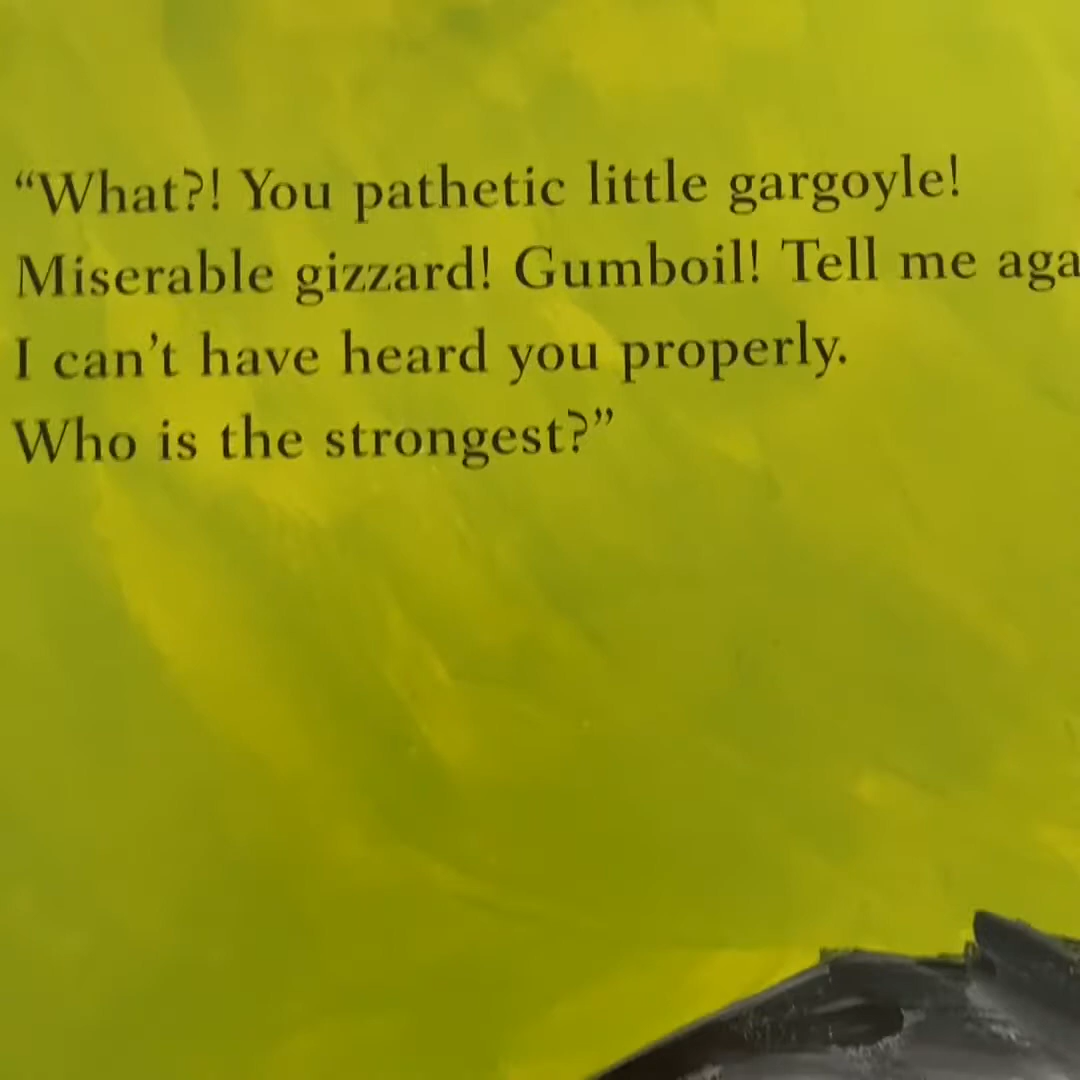 “What?! You pathetic little gargoyle!
Miserable gizzard! Gumboil! Tell me aga
I can’t have heard you properly.
Who is the strongest?”